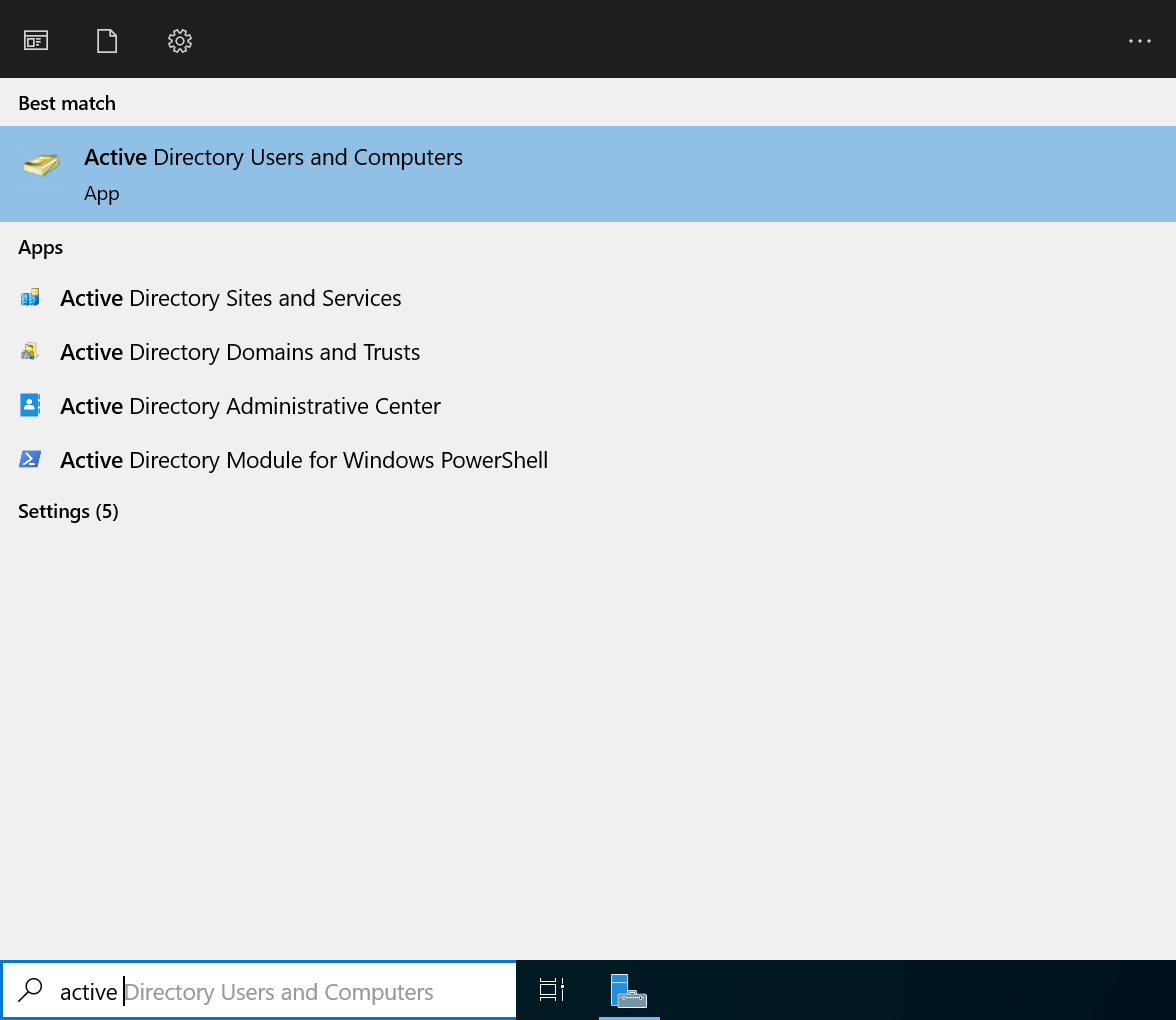 Best match
Active Directory Users and Computers
App
Apps
Active Directory Sites and Services
Active Directory Domains and Trusts
Active Directory Administrative Center
Active Directory Module for Windows PowerShell
Settings (5)
active Directory Users and Computers